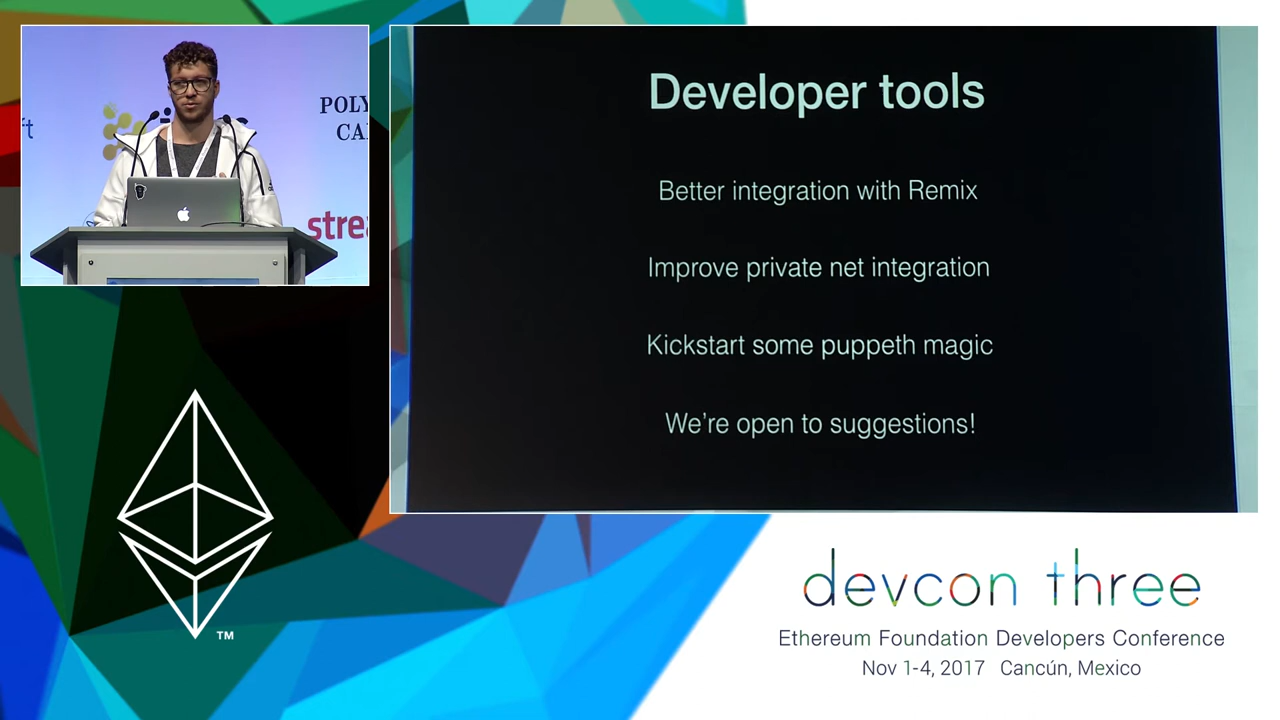 Developer tools
Better integration with Remix
Improve private net integration
Kickstart some puppeth magic
We're open to suggestions!
TM
devcon three
Ethereum Foundation Developers Conference
Nov 1-4, 2017 Cancún, Mexico